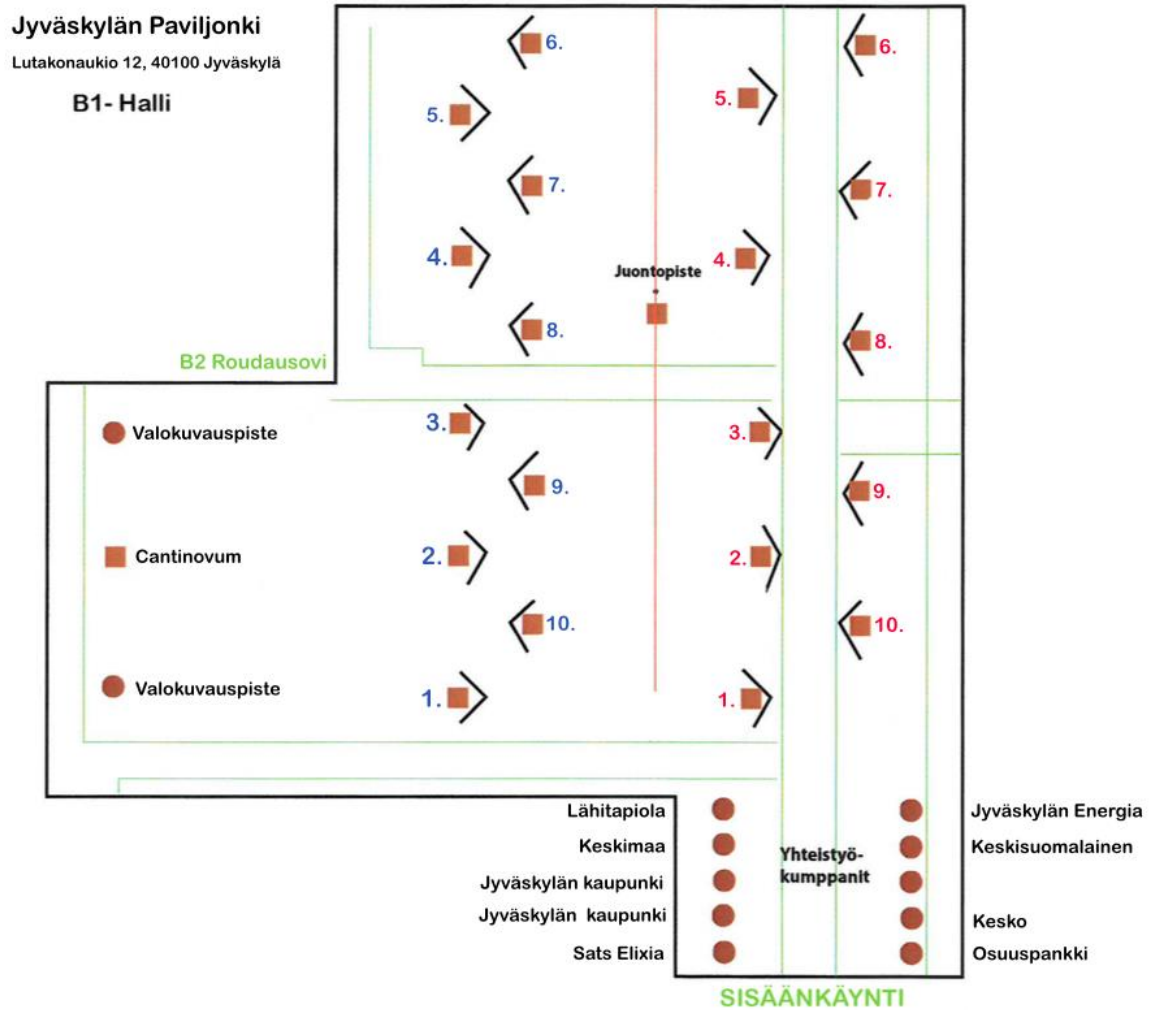 Jyväskylän Paviljonki
Lutakonaukio 12, 40100 Jyväskylä
B1- Halli
6.
6.
5.
5.
7.
7.
4.
4.
Juontopiste
8.
8.
B2 Roudausovi
Valokuvauspiste
3.
3.
9.
9.
Cantinovum
2.
2.
10.
10.
Valokuvauspiste
1.
1.
Lähitapiola
Jyväskylän Energia
Keskimaa
Yhteistyö-
kumppanit
Keskisuomalainen
Jyväskylän kaupunki
Jyväskylän kaupunki
Kesko
Sats Elixia
Osuuspankki
SISÄÄNKÄYNTI